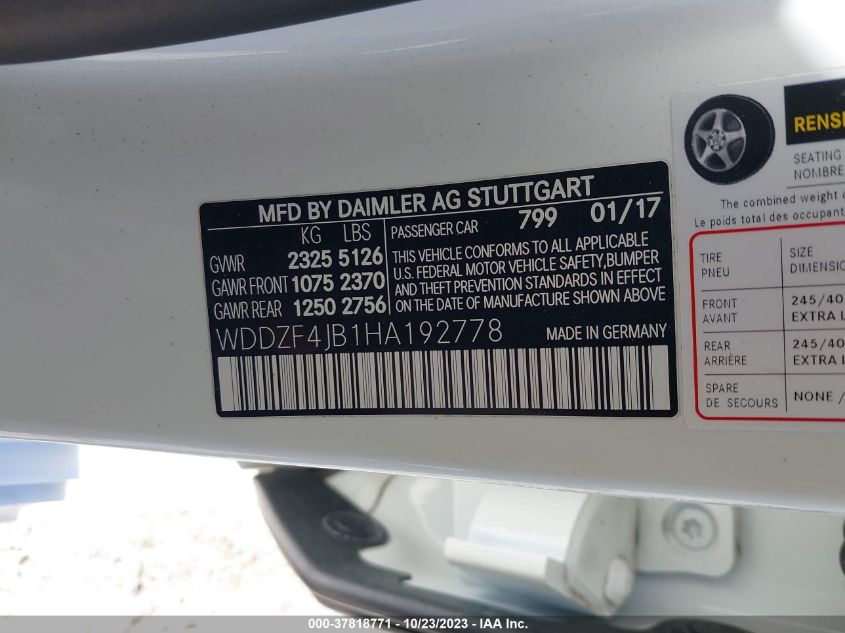 MFD BY DAIMLER AG STUTTGART
KG LBS
GVWR 2325 5126
GAWR FRONT 1075 2370
GAWR REAR 1250 2756
PASSENGER CAR 799 01/17
THIS VEHICLE CONFORMS TO ALL APPLICABLE
U.S. FEDERAL MOTOR VEHICLE SAFETY,BUMPER
AND THEFT PREVENTION STANDARDS IN EFFECT
ON THE DATE OF MANUFACTURE SHOWN ABOVE
WDDZF4JB1HA192778 MADE IN GERMANY
SEATING
NOMBRE
The combined weight
Le poids total des
TIRE
PNEU
SIZE
FRONT
AVANT
245/40
EXTRA
REAR
ARRIÈRE
245/40
EXTRA
SPARE
DE SECOURS
NONE /
000-37818771 - 10/23/2023 - IAA Inc.